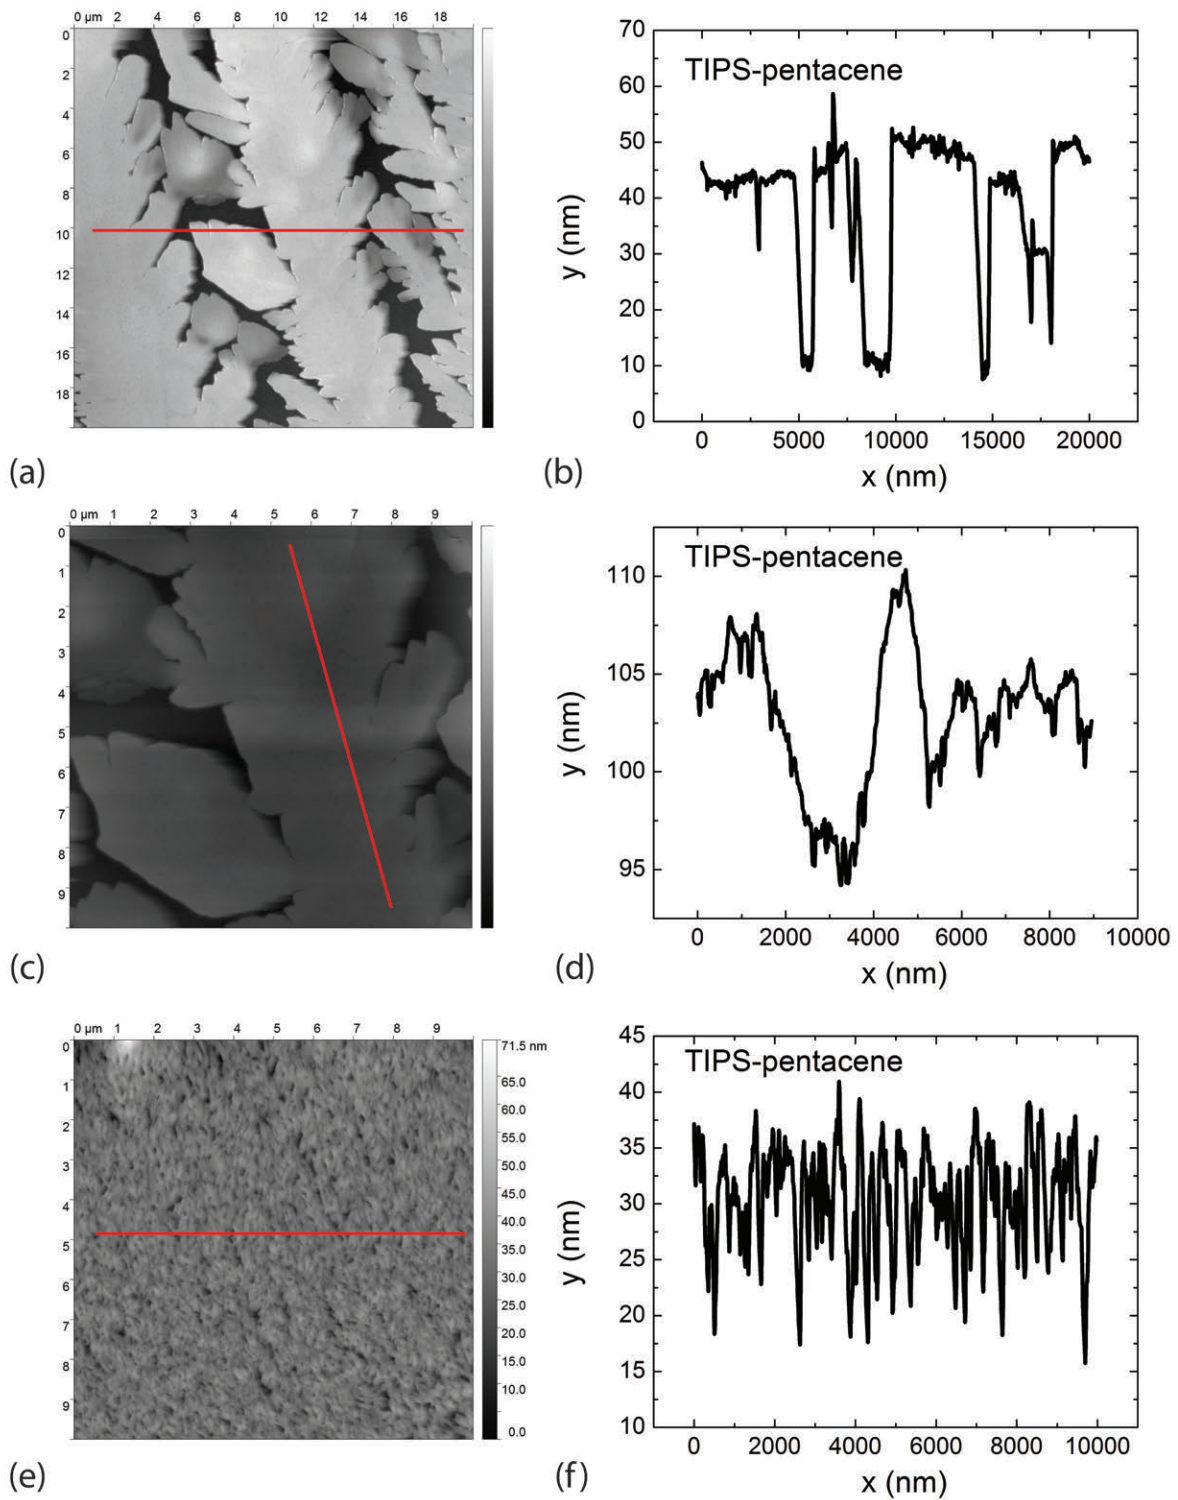 0 µm 2 4 6 8 10 12 14 16 18
0
2
4
6
8
10
12
14
16
18
(a)
TIPS-pentacene
70
60
50
40
30
20
10
0
y (nm)
0 5000 10000 15000 20000
x (nm)
(b)
0 µm 1 2 3 4 5 6 7 8 9
0
1
2
3
4
5
6
7
8
9
(c)
TIPS-pentacene
110
105
100
95
y (nm)
0 2000 4000 6000 8000 10000
x (nm)
(d)
0 µm 1 2 3 4 5 6 7 8 9
0
1
2
3
4
5
6
7
8
9
71.5 nm
65.0
60.0
55.0
50.0
45.0
40.0
35.0
30.0
25.0
20.0
15.0
10.0
0.0
(e)
TIPS-pentacene
45
40
35
30
25
20
15
10
y (nm)
0 2000 4000 6000 8000 10000
x (nm)
(f)